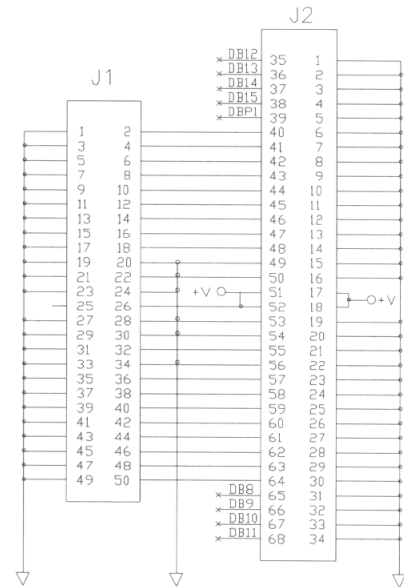 J2
DB12 35 1
DB13 36 2
DB14 37 3
DB15 38 4
DBP1 39 5
J1
1 2 40 6
3 4 41 7
5 6 42 8
7 8 43 9
9 10 44 10
11 12 45 11
13 14 46 12
15 16 47 13
17 18 48 14
19 20 49 15
21 22 50 16
23 24 +V 51 17 +V
25 26 52 18
27 28 53 19
29 30 54 20
31 32 55 21
33 34 56 22
35 36 57 23
37 38 58 24
39 40 59 25
41 42 60 26
43 44 61 27
45 46 62 28
47 48 63 29
49 50 64 30
DB8 65 31
DB9 66 32
DB10 67 33
DB11 68 34